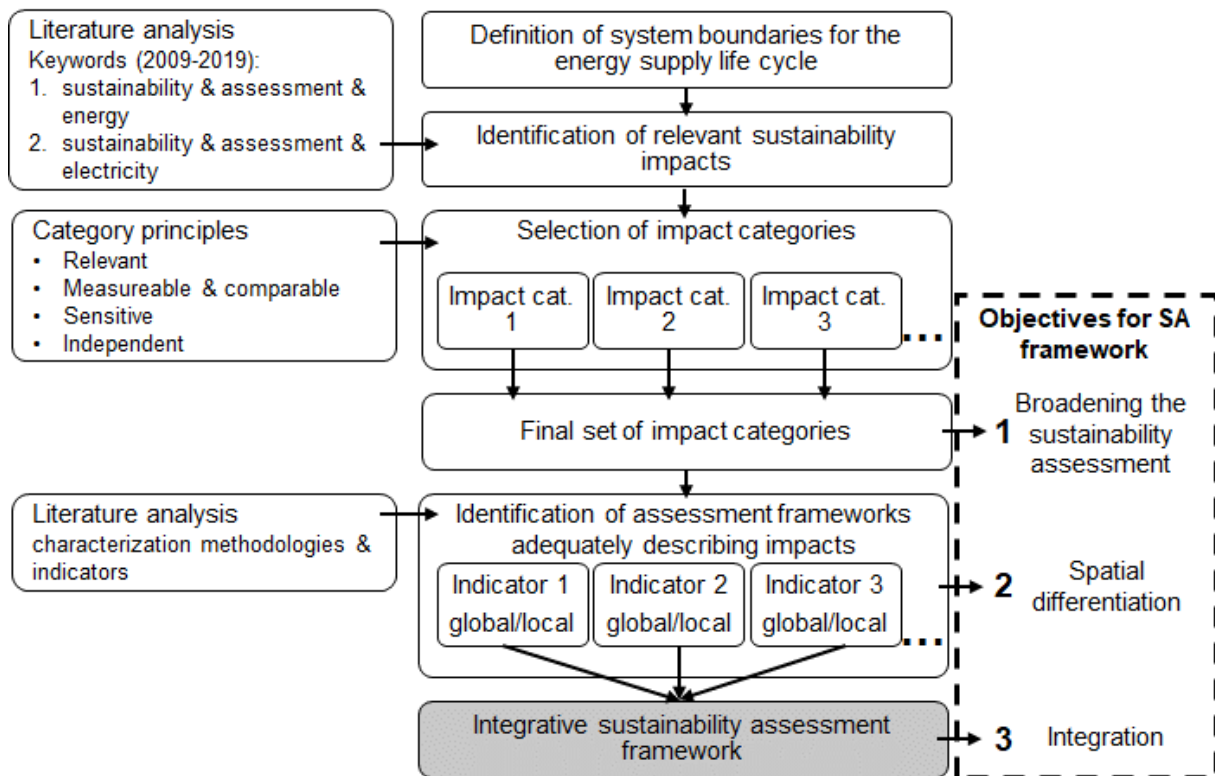 Literature analysis
Keywords (2009-2019):
1. sustainability & assessment &
energy
2. sustainability & assessment &
electricity
Definition of system boundaries for the
energy supply life cycle
Identification of relevant sustainability
impacts
Category principles
• Relevant
• Measureable & comparable
• Sensitive
• Independent
Selection of impact categories
Impact cat.
1
Impact cat.
2
Impact cat.
3
...
Final set of impact categories
Literature analysis
characterization methodologies &
indicators
Identification of assessment frameworks
adequately describing impacts
Indicator 1
global/local
Indicator 2
global/local
Indicator 3
global/local
...
Integrative sustainability assessment
framework
Objectives for SA
framework
1
Broadening the
sustainability
assessment
2
Spatial
differentiation
3
Integration